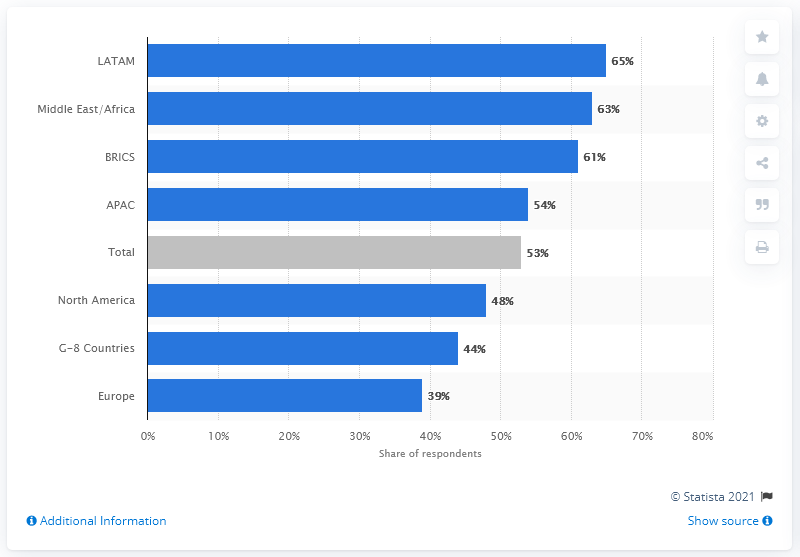 LATAM 65%
Middle East/Africa 63%
BRICS 61%
APAC 54%
Total 53%
North America 48%
G-8 Countries 44%
Europe 39%
0% 10% 20% 30% 40% 50% 60% 70% 80%
Share of respondents
© Statista 2021
Additional Information Show source